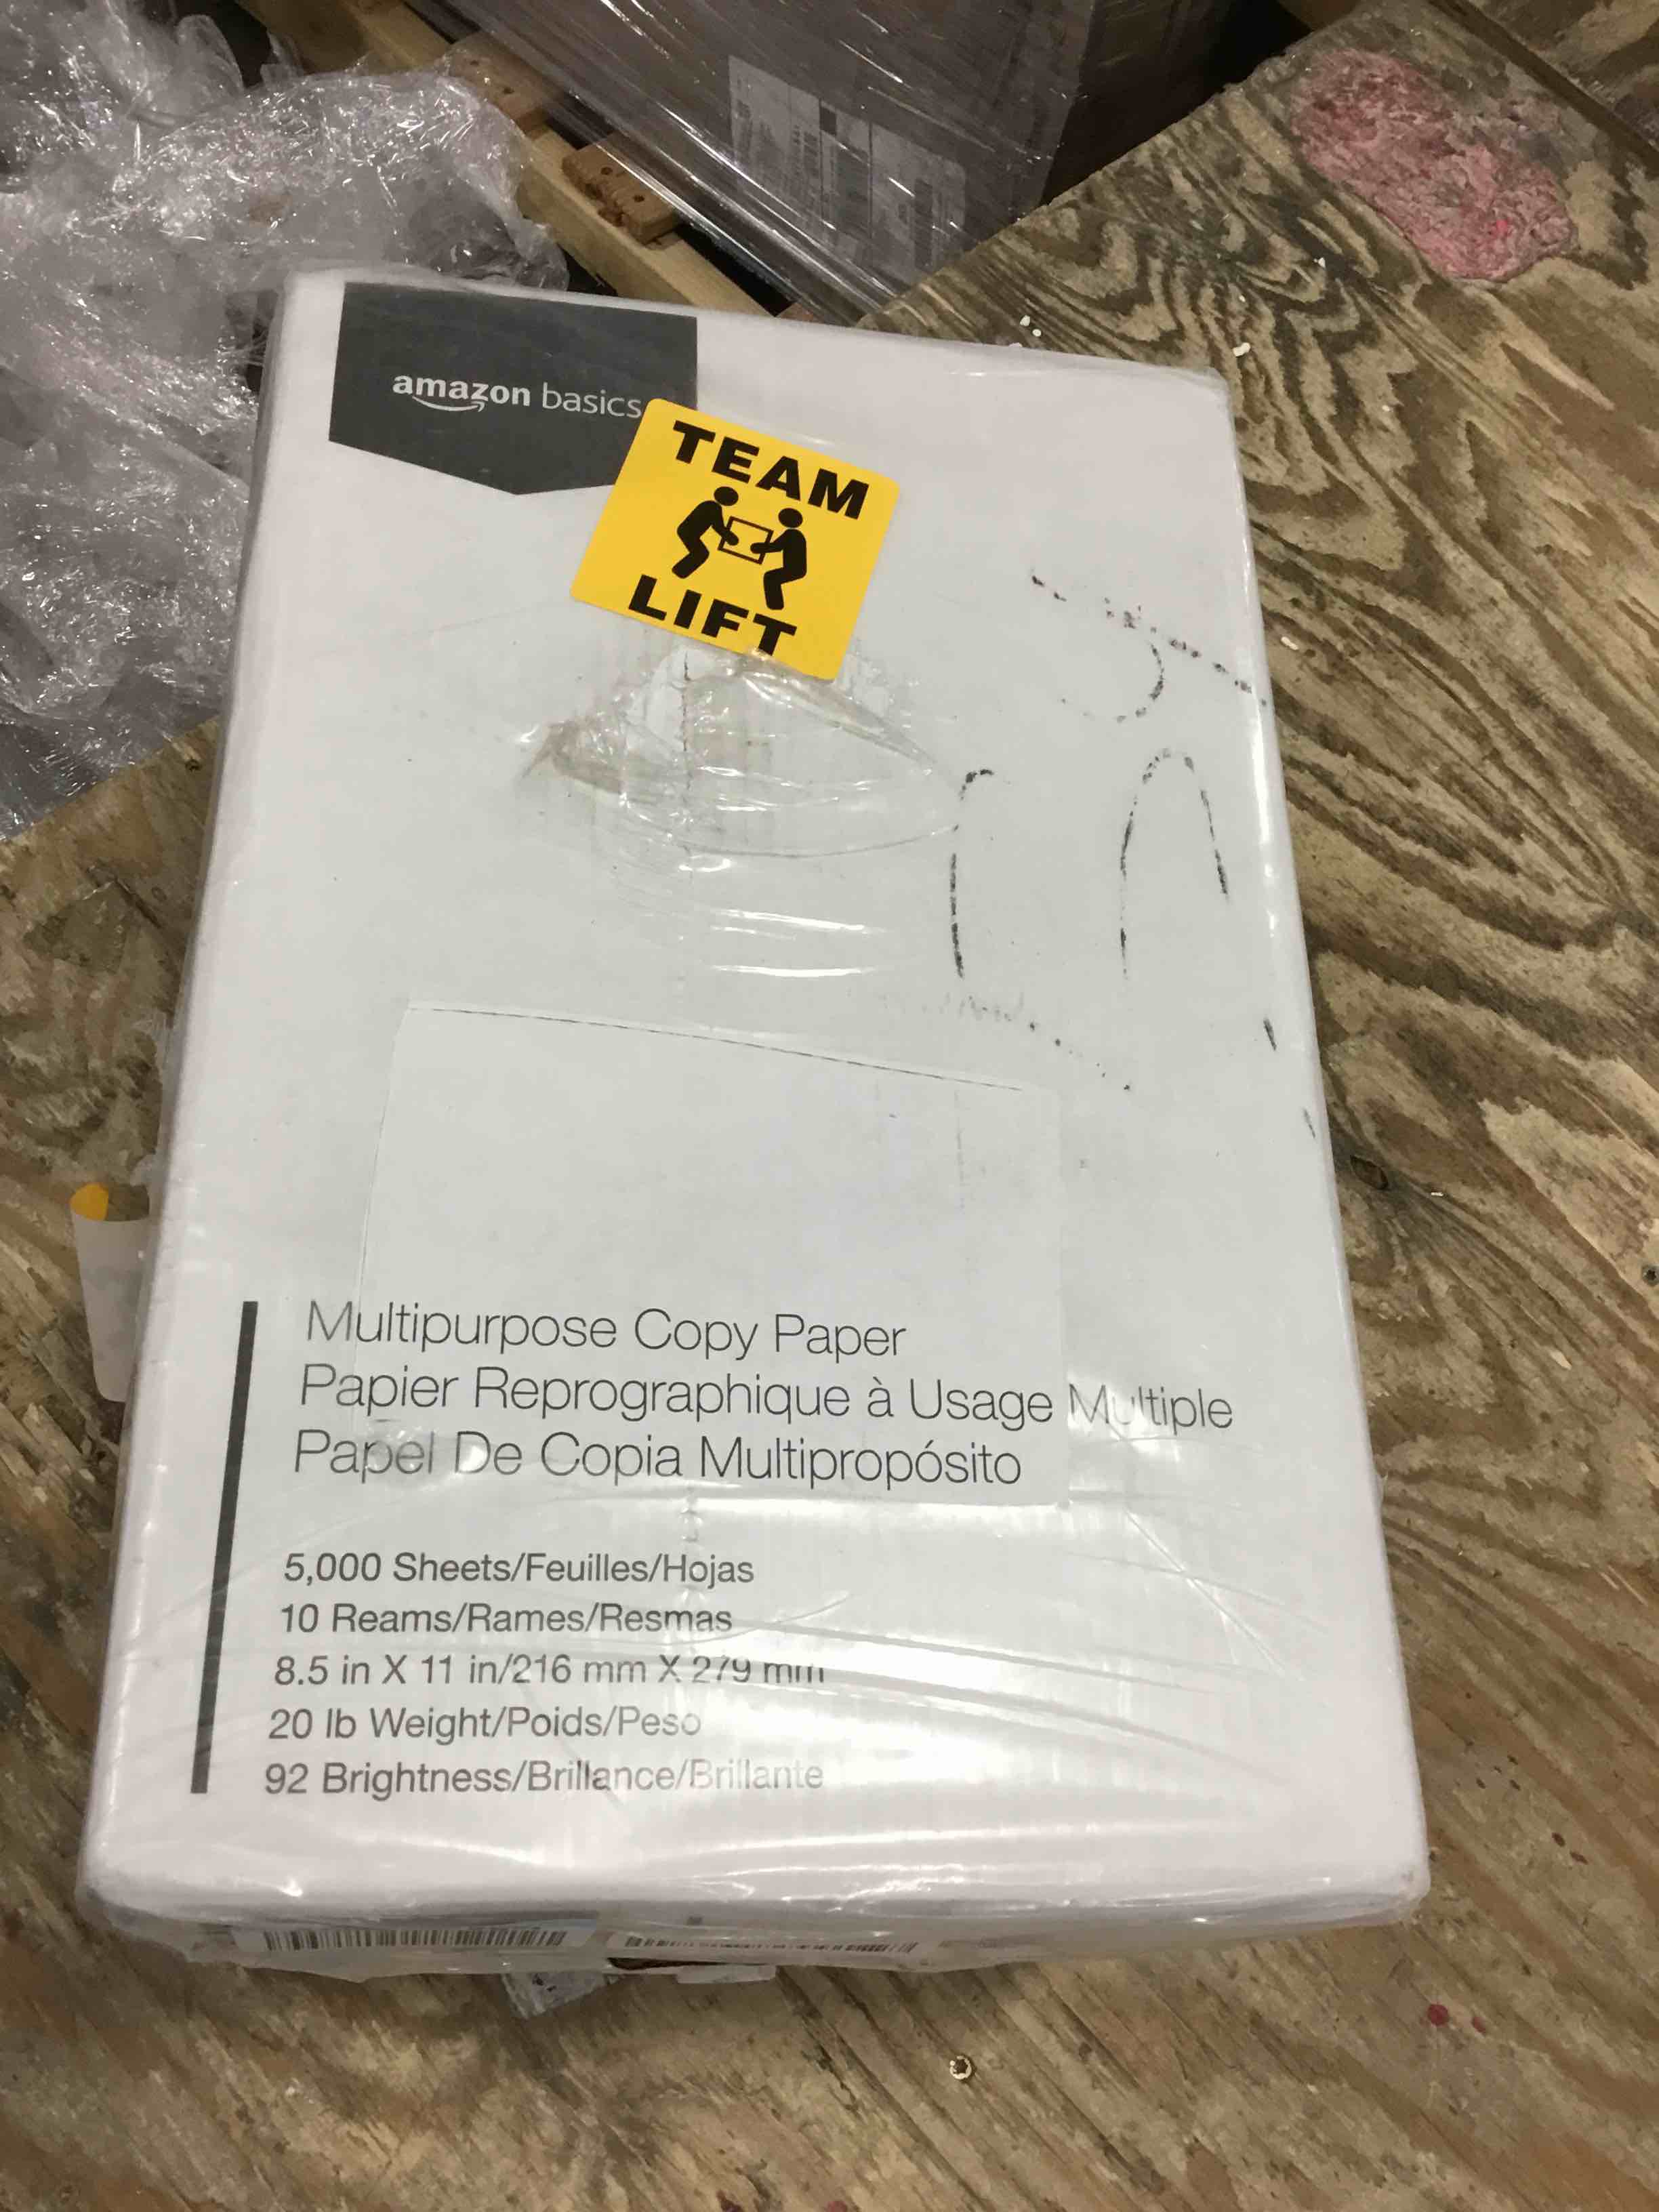 amazon basics
TEAM
LIFT
Multipurpose Copy Paper
Papier Reprographique à Usage Multiple
Papel De Copia Multipropósito
5,000 Sheets/Feuilles/Hojas
10 Reams/Rames/Resmas
8.5 in X 11 in/216 mm X 279 mm
20 lb Weight/Poids/Peso
92 Brightness/Brillance/Brillante